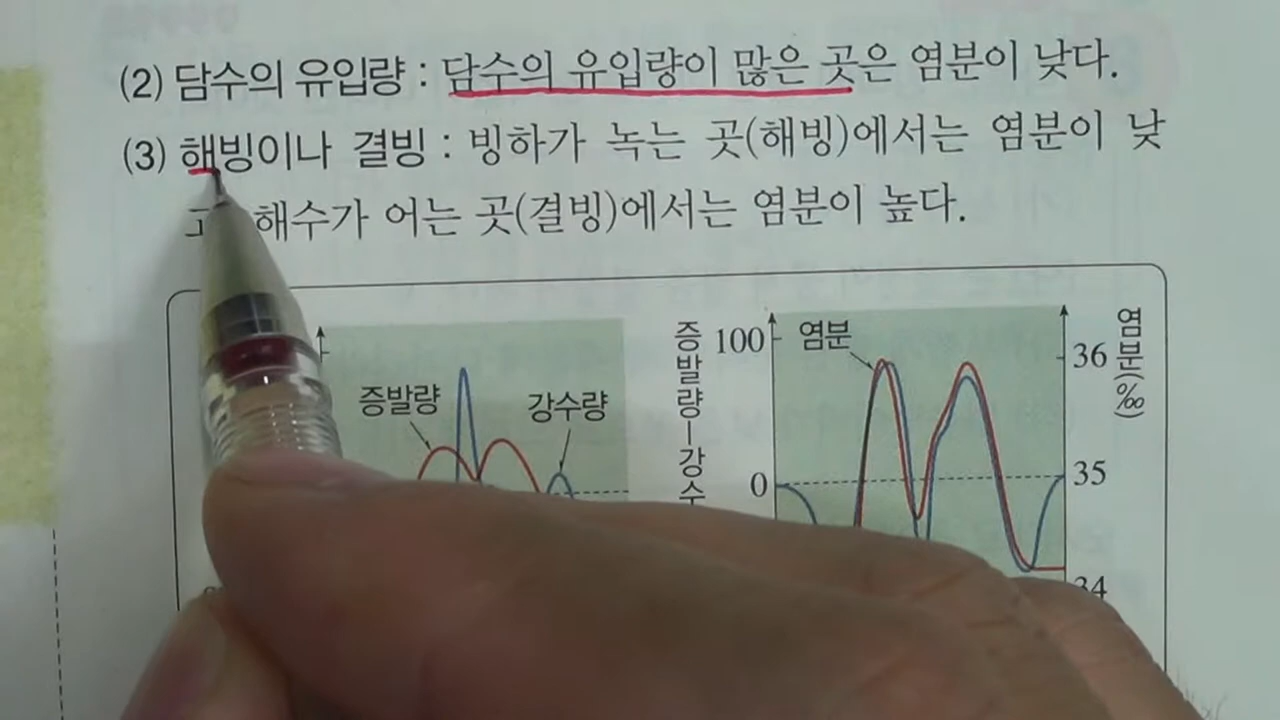 (2) 담수의 유입량 : 담수의 유입량이 많은 곳은 염분이 낮다.
(3) 해빙이나 결빙 : 빙하가 녹는 곳(해빙)에서는 염분이 낮
해수가 어는 곳(결빙)에서는 염분이 높다.
증발량
강수량
증발량-강수
100
0
염분
36
35
34
염분(‰)